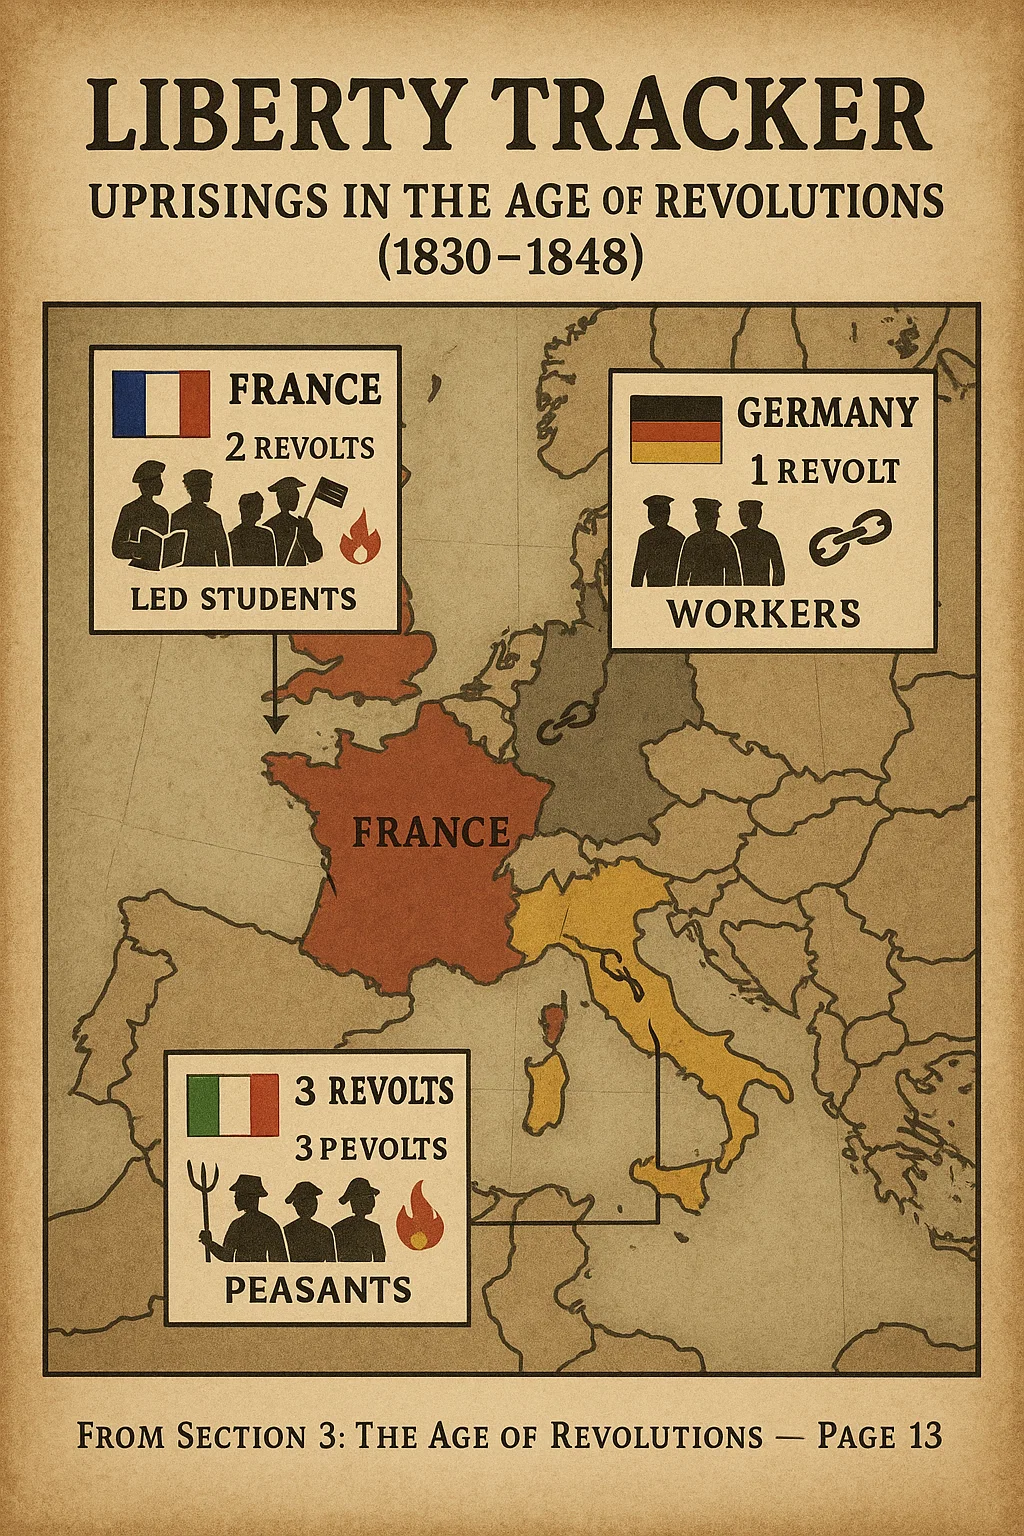 LIBERTY TRACKER
UPRISINGS IN THE AGE OF REVOLUTIONS
(1830–1848)
FRANCE
2 REVOLTS
LED STUDENTS
GERMANY
1 REVOLT
WORKERS
FRANCE
3 REVOLTS
3 PEVOLTS
PEASANTS
FROM SECTION 3: THE AGE OF REVOLUTIONS — PAGE 13